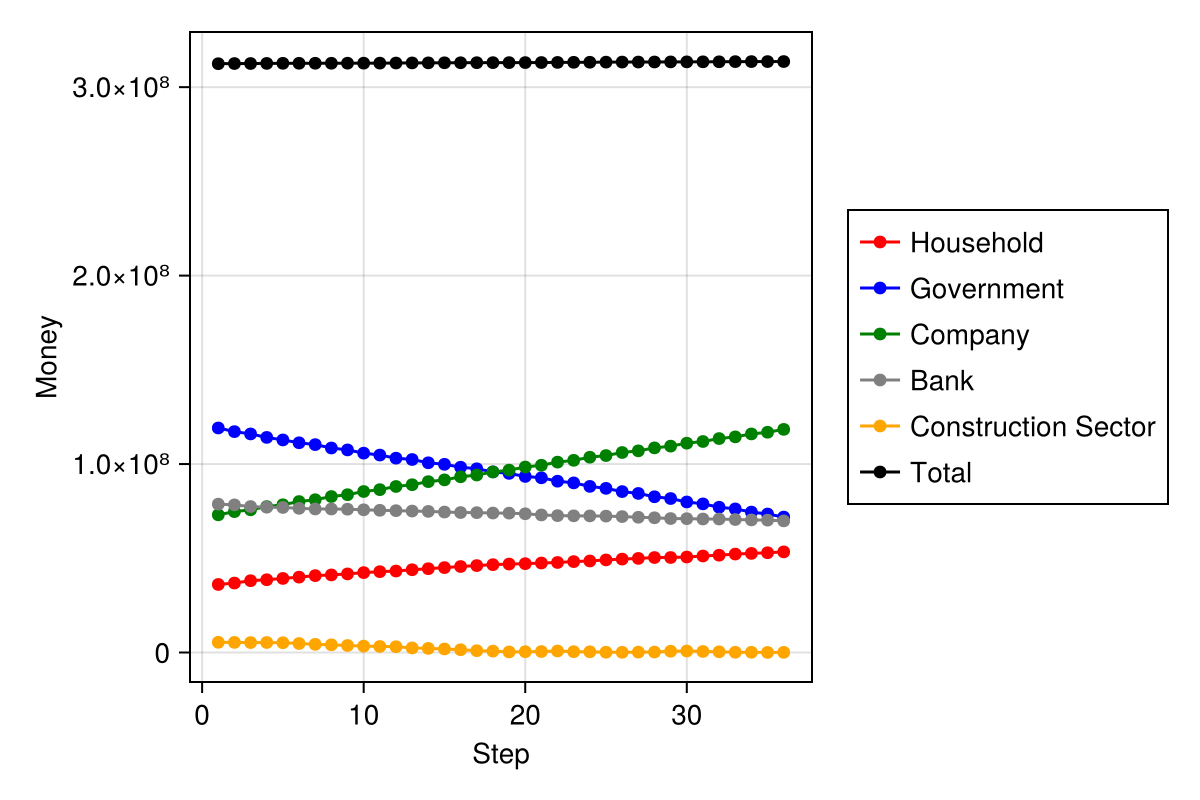 3.0×10⁸
2.0×10⁸
1.0×10⁸
0
Money
0 10 20 30
Step
Household
Government
Company
Bank
Construction Sector
Total